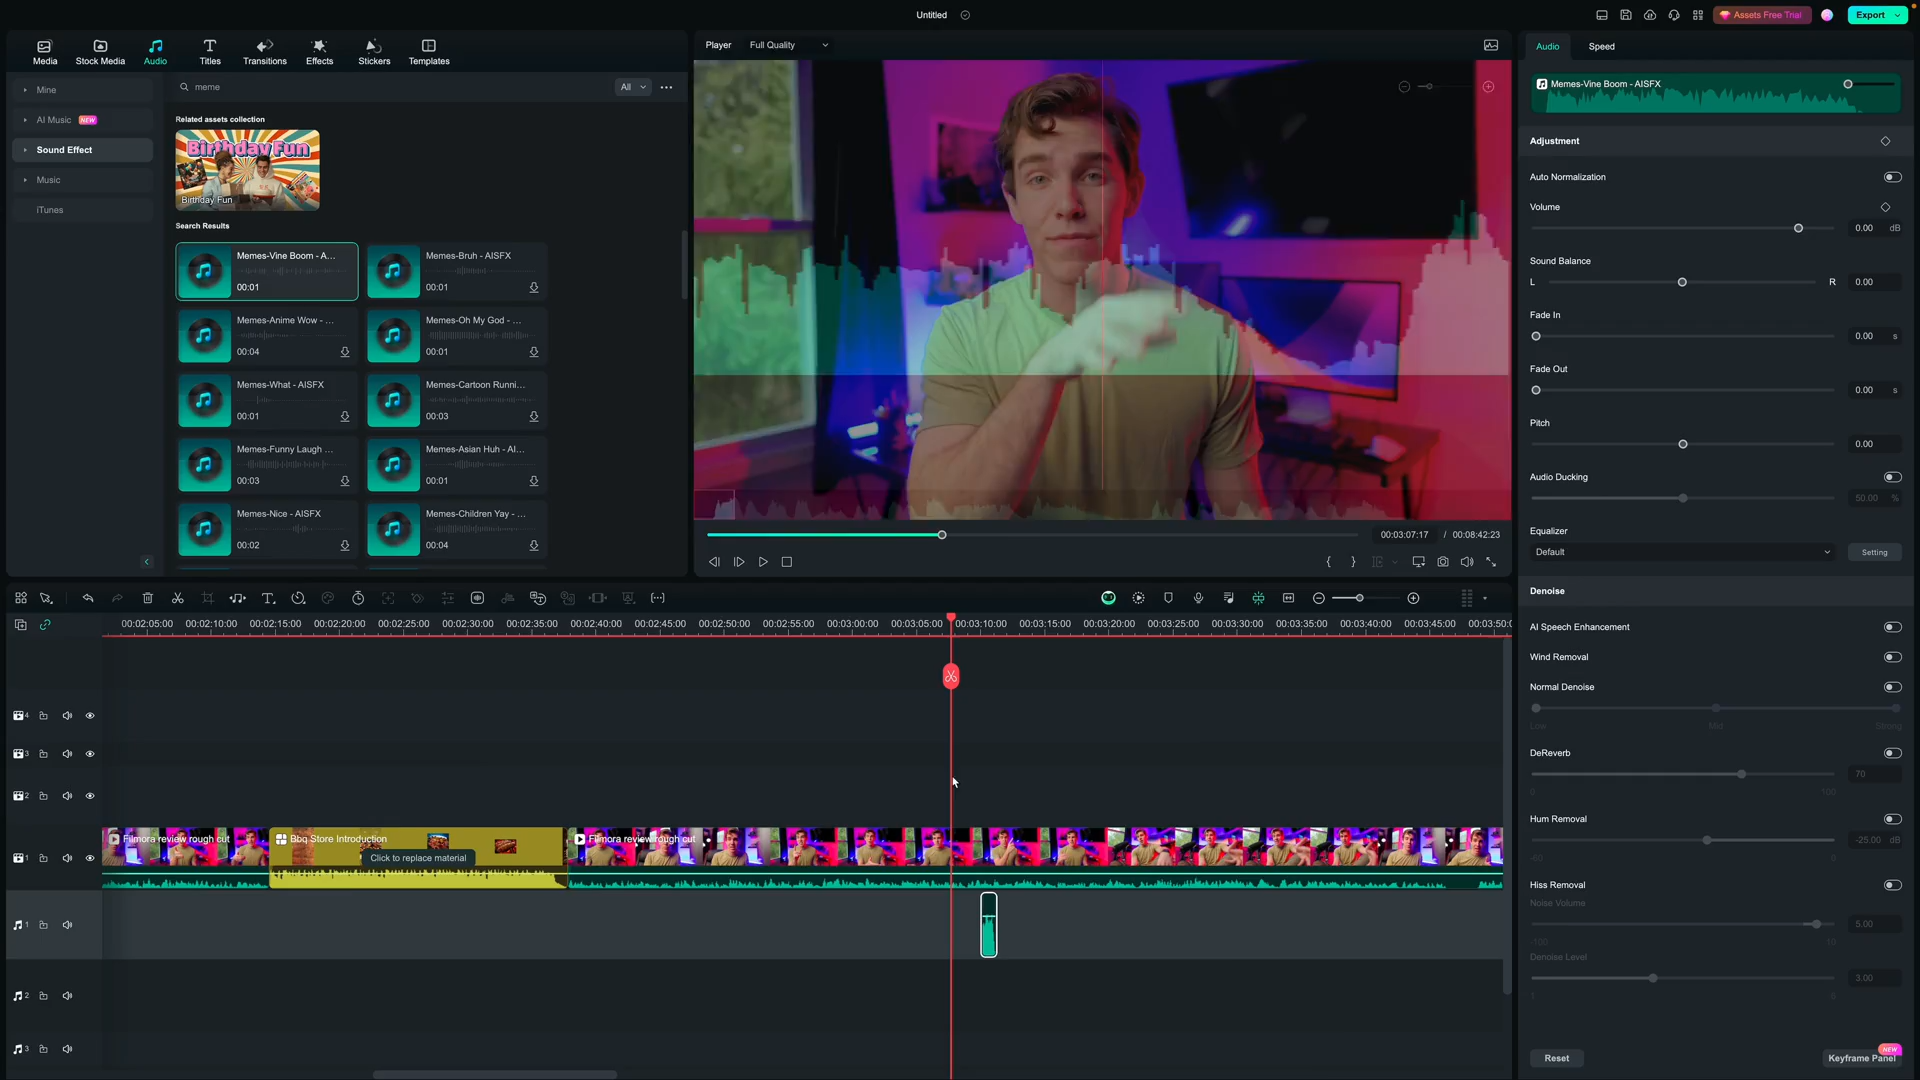 Untitled
Assets Free Trial
Export
Media
Stock Media
Audio
Titles
Transitions
Effects
Stickers
Templates
Mine
AI Music NEW
Sound Effect
Music
iTunes
meme
All
Related assets collection
Birthday Fun
Birthday Fun
Search Results
Memes-Vine Boom - A...
00:01
Memes-Bruh - AISFX
00:01
Memes-Anime Wow - ...
00:04
Memes-Oh My God - ...
00:01
Memes-What - AISFX
00:01
Memes-Cartoon Runni...
00:03
Memes-Funny Laugh ...
00:03
Memes-Asian Huh - AI...
00:01
Memes-Nice - AISFX
00:02
Memes-Children Yay - ...
00:04
Player
Full Quality
00:03:07:17 / 00:08:42:23
Audio
Speed
Memes-Vine Boom - AISFX
Adjustment
Auto Normalization
Volume
0.00 dB
Sound Balance
L
R
0.00
Fade In
0.00 s
Fade Out
0.00 s
Pitch
0.00
Audio Ducking
50.00 %
Equalizer
Default
Setting
Denoise
AI Speech Enhancement
Wind Removal
Normal Denoise
Low
Mid
Strong
DeReverb
70
0
100
Hum Removal
-25.00 dB
-60
0
Hiss Removal
Noise Volume
5.00
-100
10
Denoise Level
3.00
1
Reset
Keyframe Panel
NEW
00:02:05:00
00:02:10:00
00:02:15:00
00:02:20:00
00:02:25:00
00:02:30:00
00:02:35:00
00:02:40:00
00:02:45:00
00:02:50:00
00:02:55:00
00:03:00:00
00:03:05:00
00:03:10:00
00:03:15:00
00:03:20:00
00:03:25:00
00:03:30:00
00:03:35:00
00:03:40:00
00:03:45:00
00:03:50:0
4
3
2
1
Filmora review rough cut
Bbq Store Introduction
Click to replace material
Filmora review rough cut
1
2
3